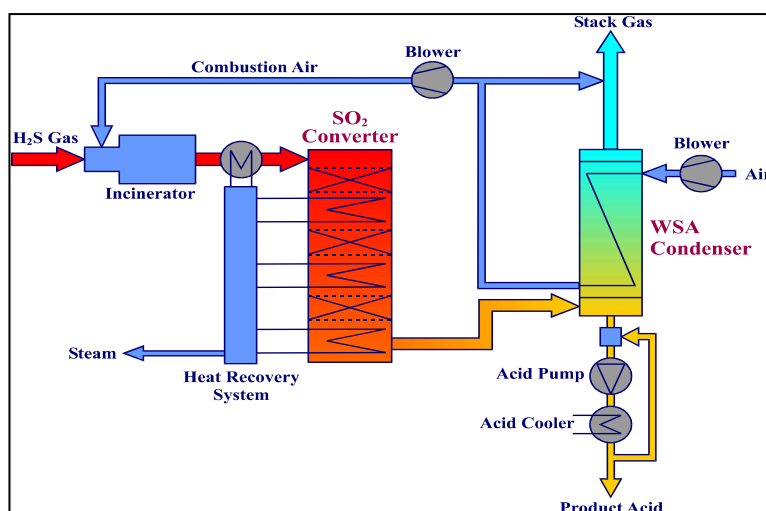 Stack Gas
Blower
Combustion Air
H₂S Gas
SO₂
Converter
Blower
Air
Incinerator
WSA
Condenser
Steam
Heat Recovery
System
Acid Pump
Acid Cooler
Product Acid